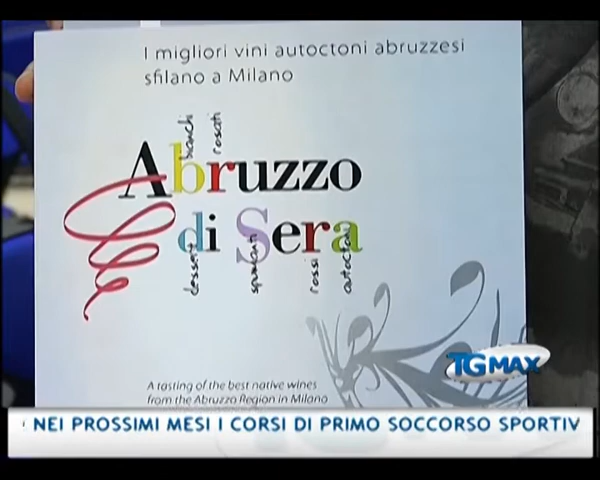 I migliori vini autoctoni abruzzesi
sfilano a Milano
bianchi
rosati
Abruzzo
di Sera
dessert
spumanti
rossi
autoctoni
A tasting of the best native wines
from the Abruzzo Region in Milano
TGMAX
NEI PROSSIMI MESI I CORSI DI PRIMO SOCCORSO SPORTIV